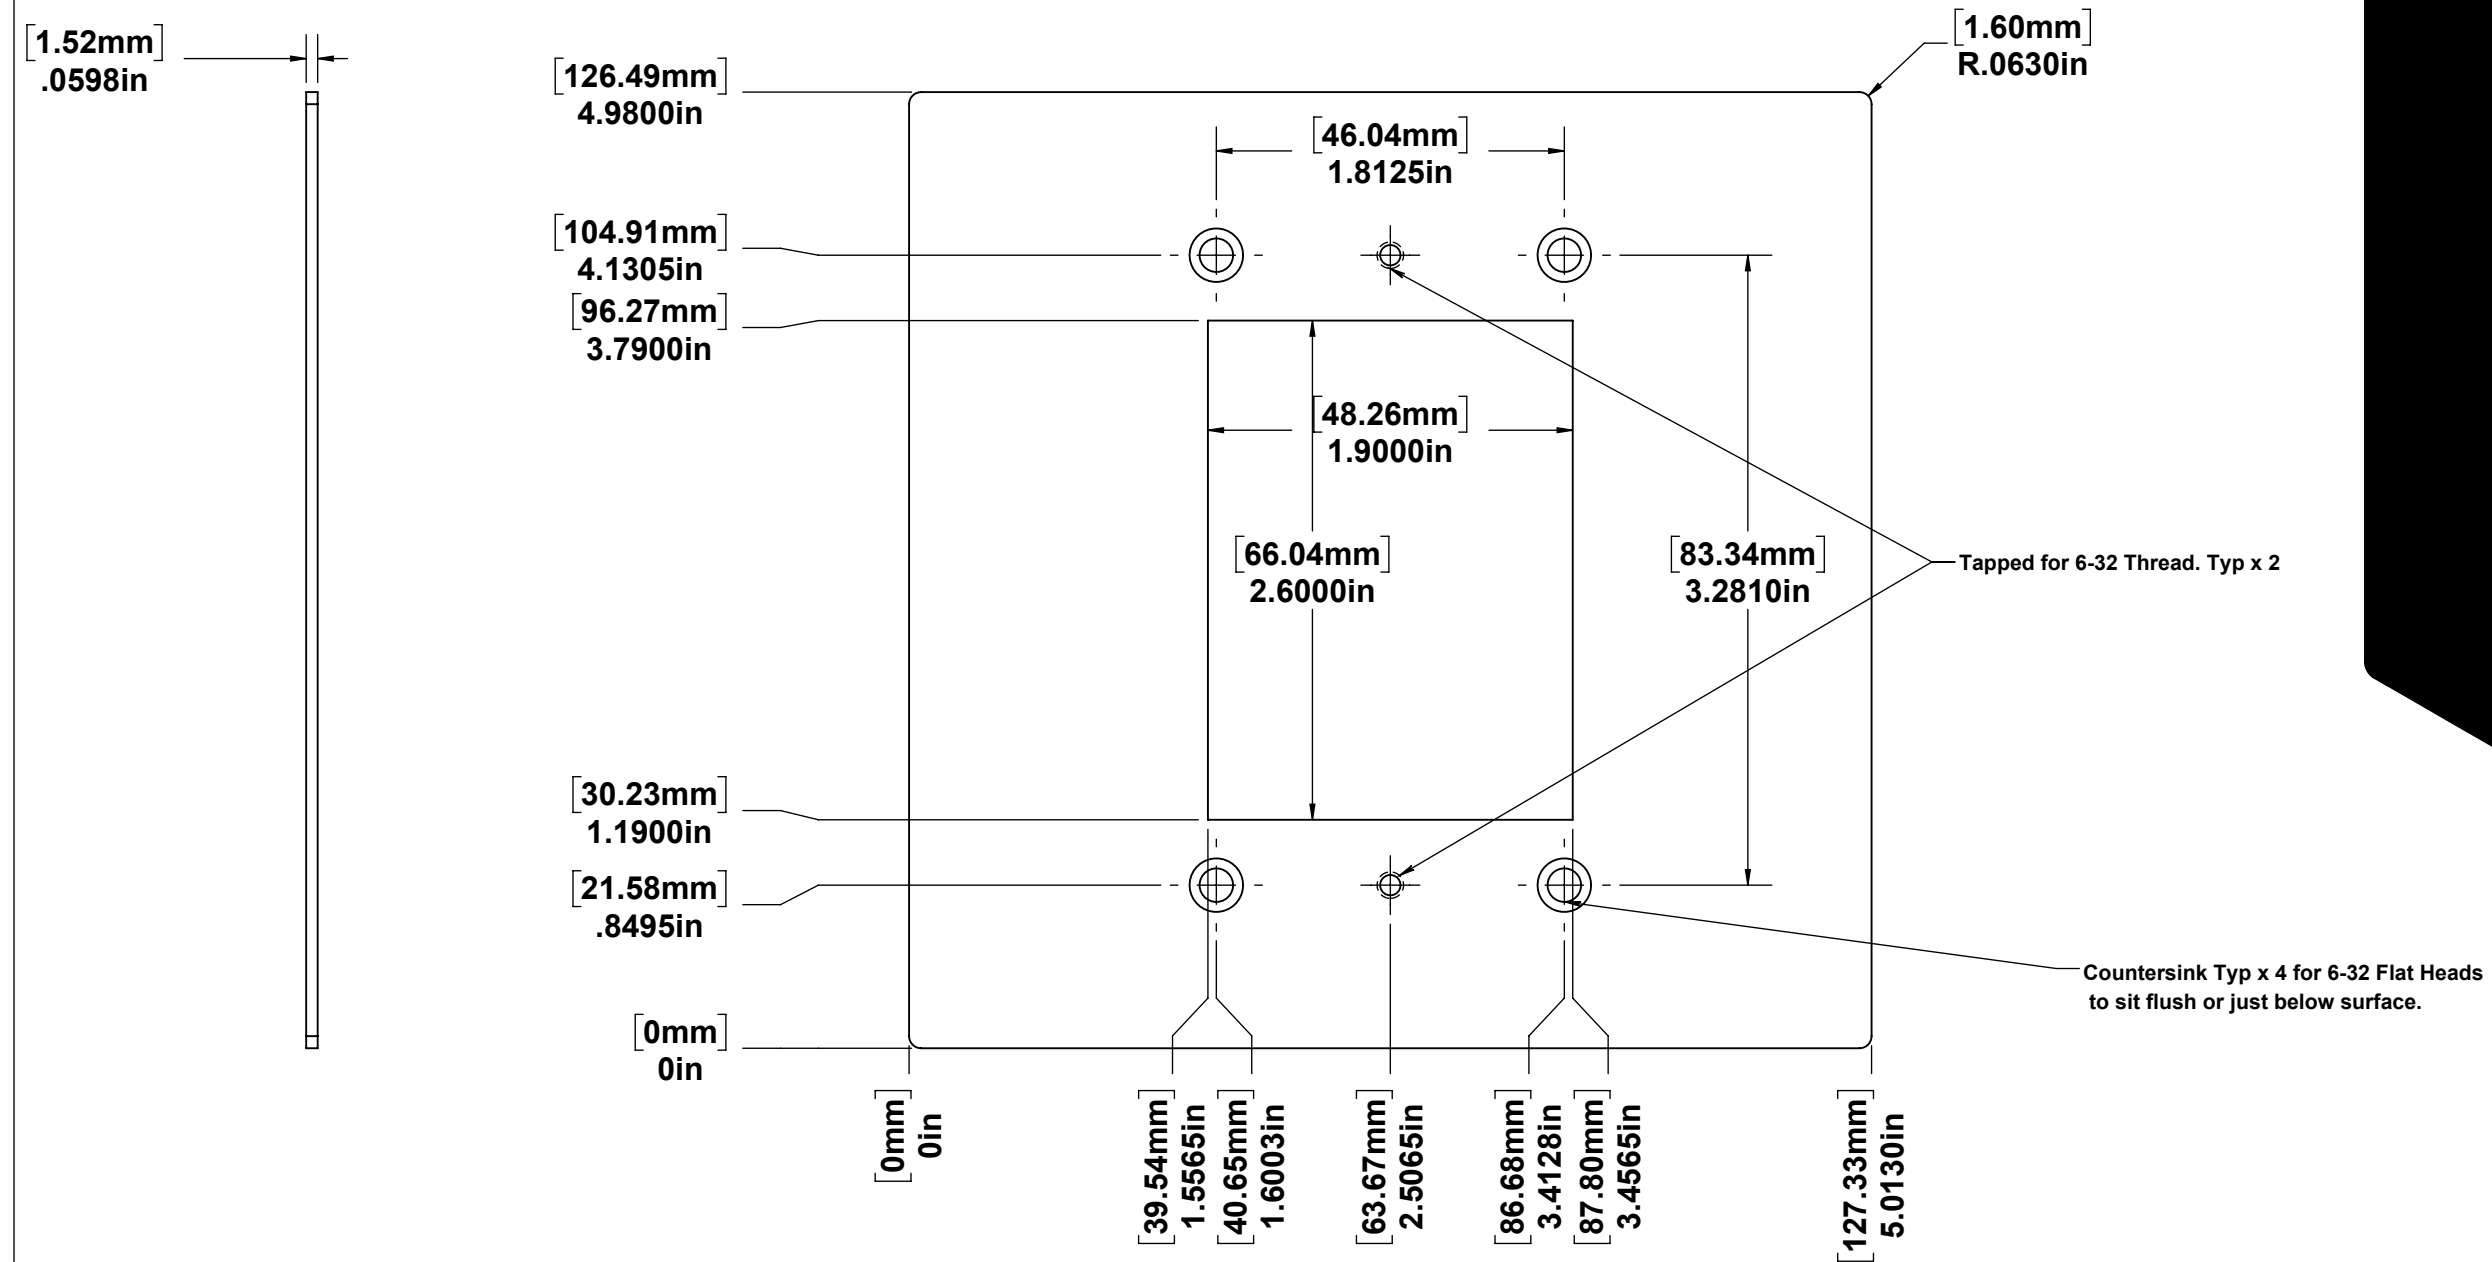 [1.52mm]
.0598in
[126.49mm]
4.9800in
[1.60mm]
R.0630in
[46.04mm]
1.8125in
[104.91mm]
4.1305in
[96.27mm]
3.7900in
[48.26mm]
1.9000in
[66.04mm]
2.6000in
[83.34mm]
3.2810in
Tapped for 6-32 Thread. Typ x 2
[30.23mm]
1.1900in
[21.58mm]
.8495in
Countersink Typ x 4 for 6-32 Flat Heads
to sit flush or just below surface.
[0mm]
0in
[0mm]
0in
[39.54mm]
1.5565in
[40.65mm]
1.6003in
[63.67mm]
2.5065in
[86.68mm]
3.4128in
[87.80mm]
3.4565in
[127.33mm]
5.0130in